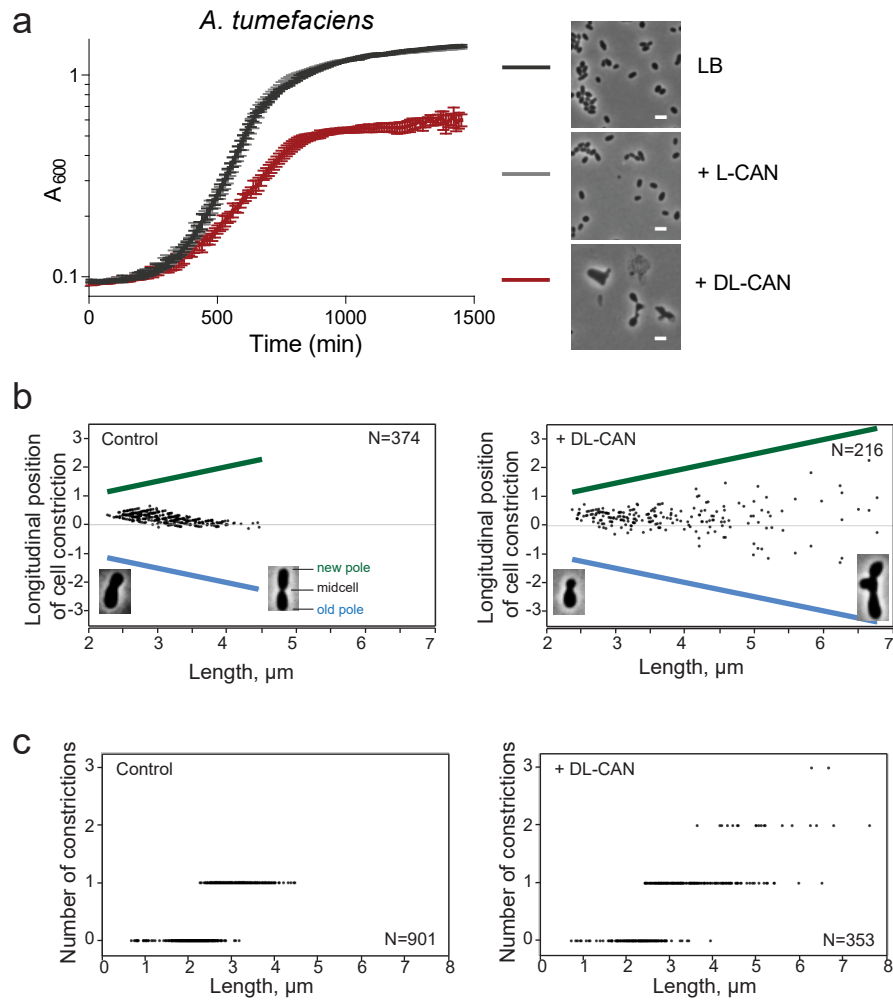 a
A. tumefaciens
1
0.1
A600
0
500
1000
1500
Time (min)
LB
+ L-CAN
+ DL-CAN
b
Longitudinal position
of cell constriction
3
2
1
0
-1
-2
-3
Control
N=374
new pole
midcell
old pole
2
3
4
5
6
7
Length, µm
Longitudinal position
of cell constriction
3
2
1
0
-1
-2
-3
+ DL-CAN
N=216
2
3
4
5
6
7
Length, µm
c
Number of constrictions
3
2
1
0
Control
N=901
0
1
2
3
4
5
6
7
8
Length, µm
Number of constrictions
3
2
1
0
+ DL-CAN
N=353
0
1
2
3
4
5
6
7
8
Length, µm